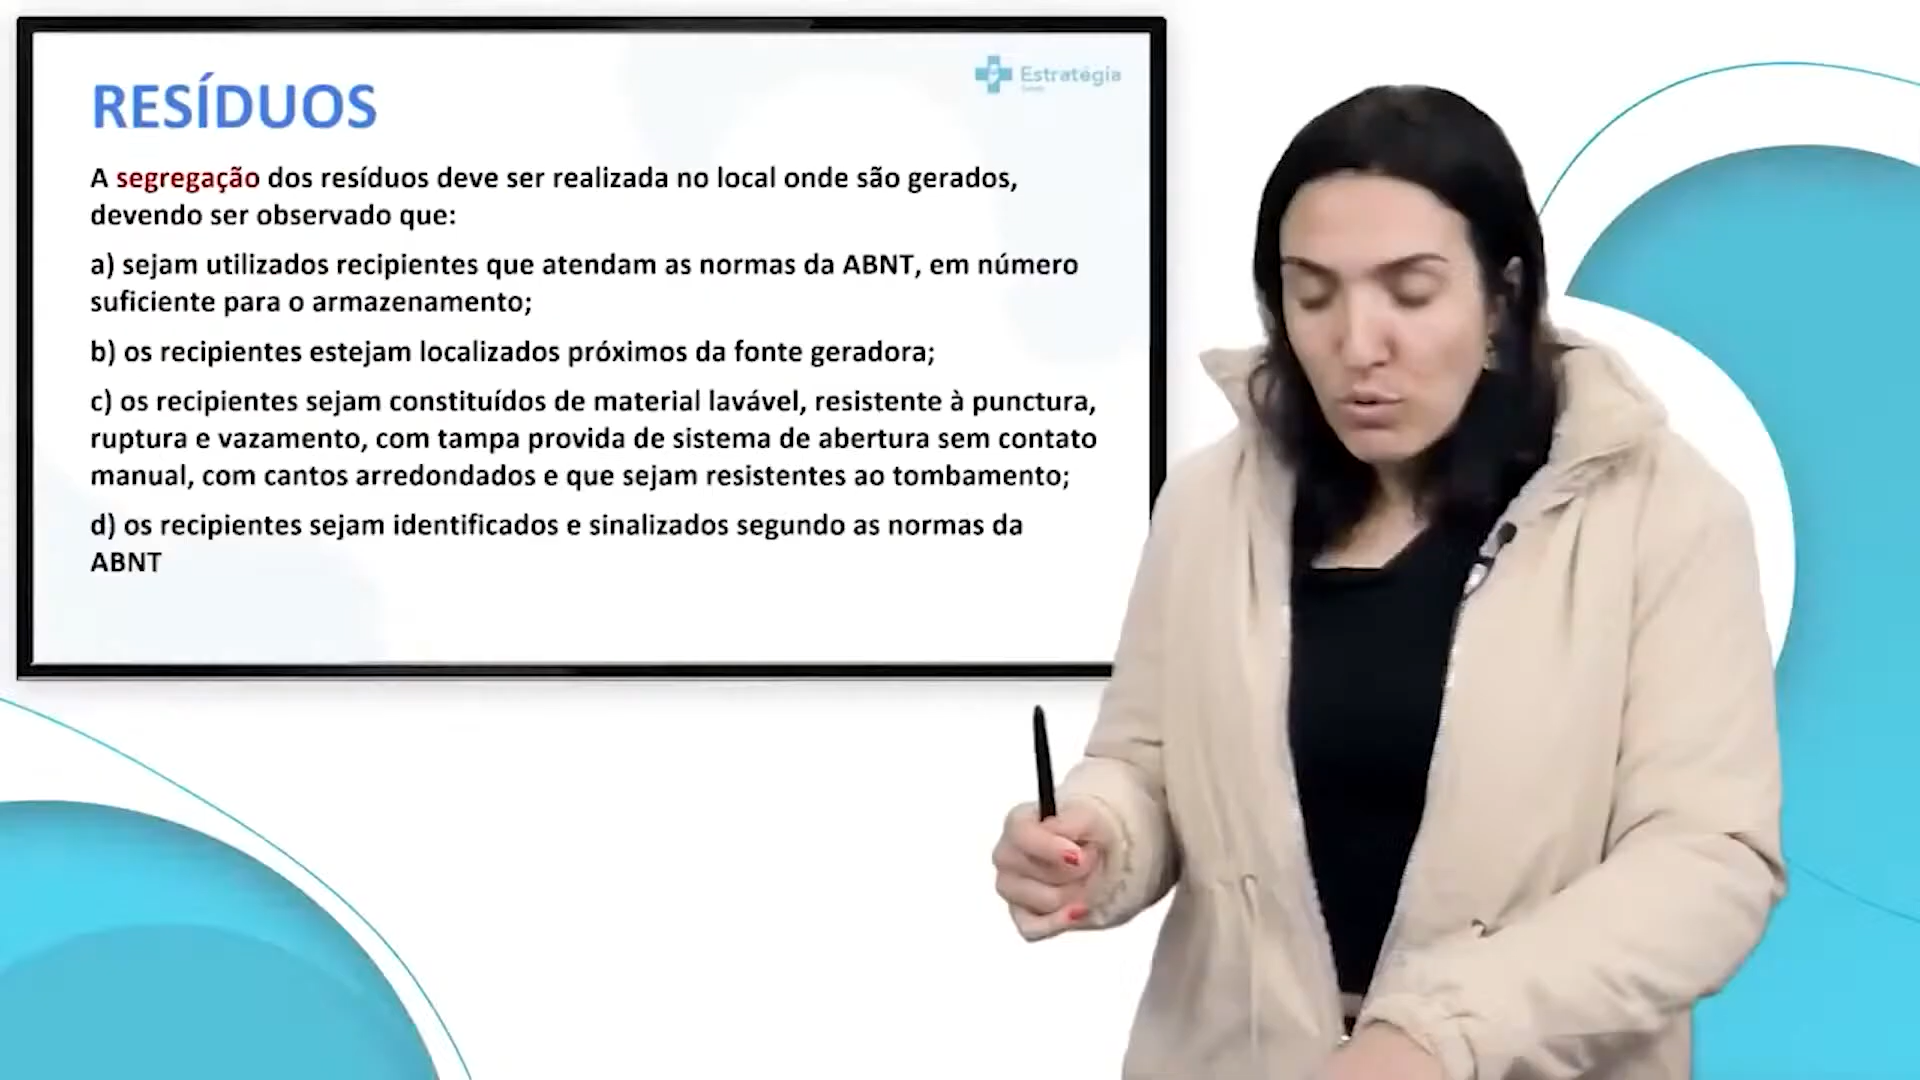 Estratégia
RESÍDUOS
A segregação dos resíduos deve ser realizada no local onde são gerados,
devendo ser observado que:
a) sejam utilizados recipientes que atendam as normas da ABNT, em número
suficiente para o armazenamento;
b) os recipientes estejam localizados próximos da fonte geradora;
c) os recipientes sejam constituídos de material lavável, resistente à punctura,
ruptura e vazamento, com tampa provida de sistema de abertura sem contato
manual, com cantos arredondados e que sejam resistentes ao tombamento;
d) os recipientes sejam identificados e sinalizados segundo as normas da
ABNT